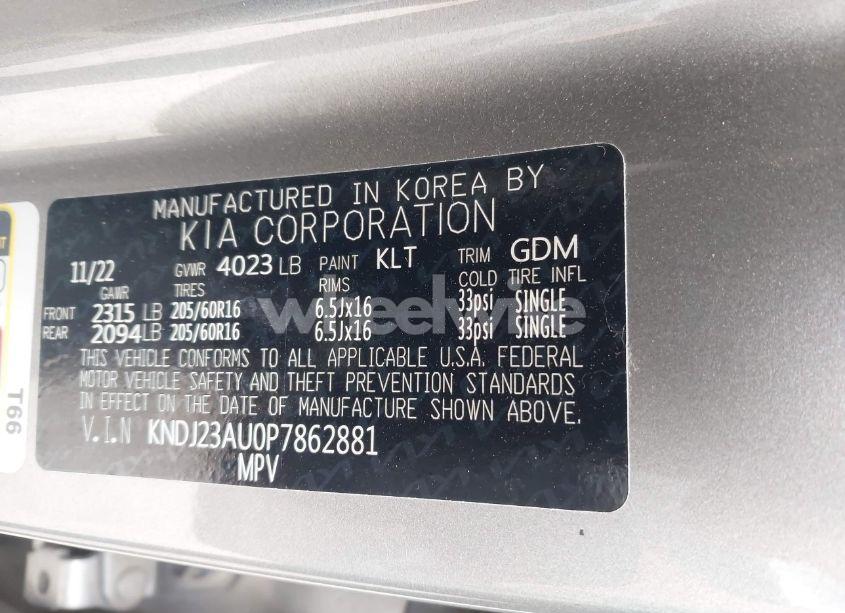 MANUFACTURED IN KOREA BY
KIA CORPORATION
11/22 GVWR 4023 LB PAINT KLT TRIM GDM
GAWR TIRES RIMS COLD TIRE INFL
FRONT 2315 LB 205/60R16 6.5Jx16 33psi SINGLE
REAR 2094 LB 205/60R16 6.5Jx16 33psi SINGLE
THIS VEHICLE CONFORMS TO ALL APPLICABLE U.S.A. FEDERAL
MOTOR VEHICLE SAFETY AND THEFT PREVENTION STANDARDS
IN EFFECT ON THE DATE OF MANUFACTURE SHOWN ABOVE.
V.I.N KNDJ23AU0P7862881
MPV
T66
wheelwire